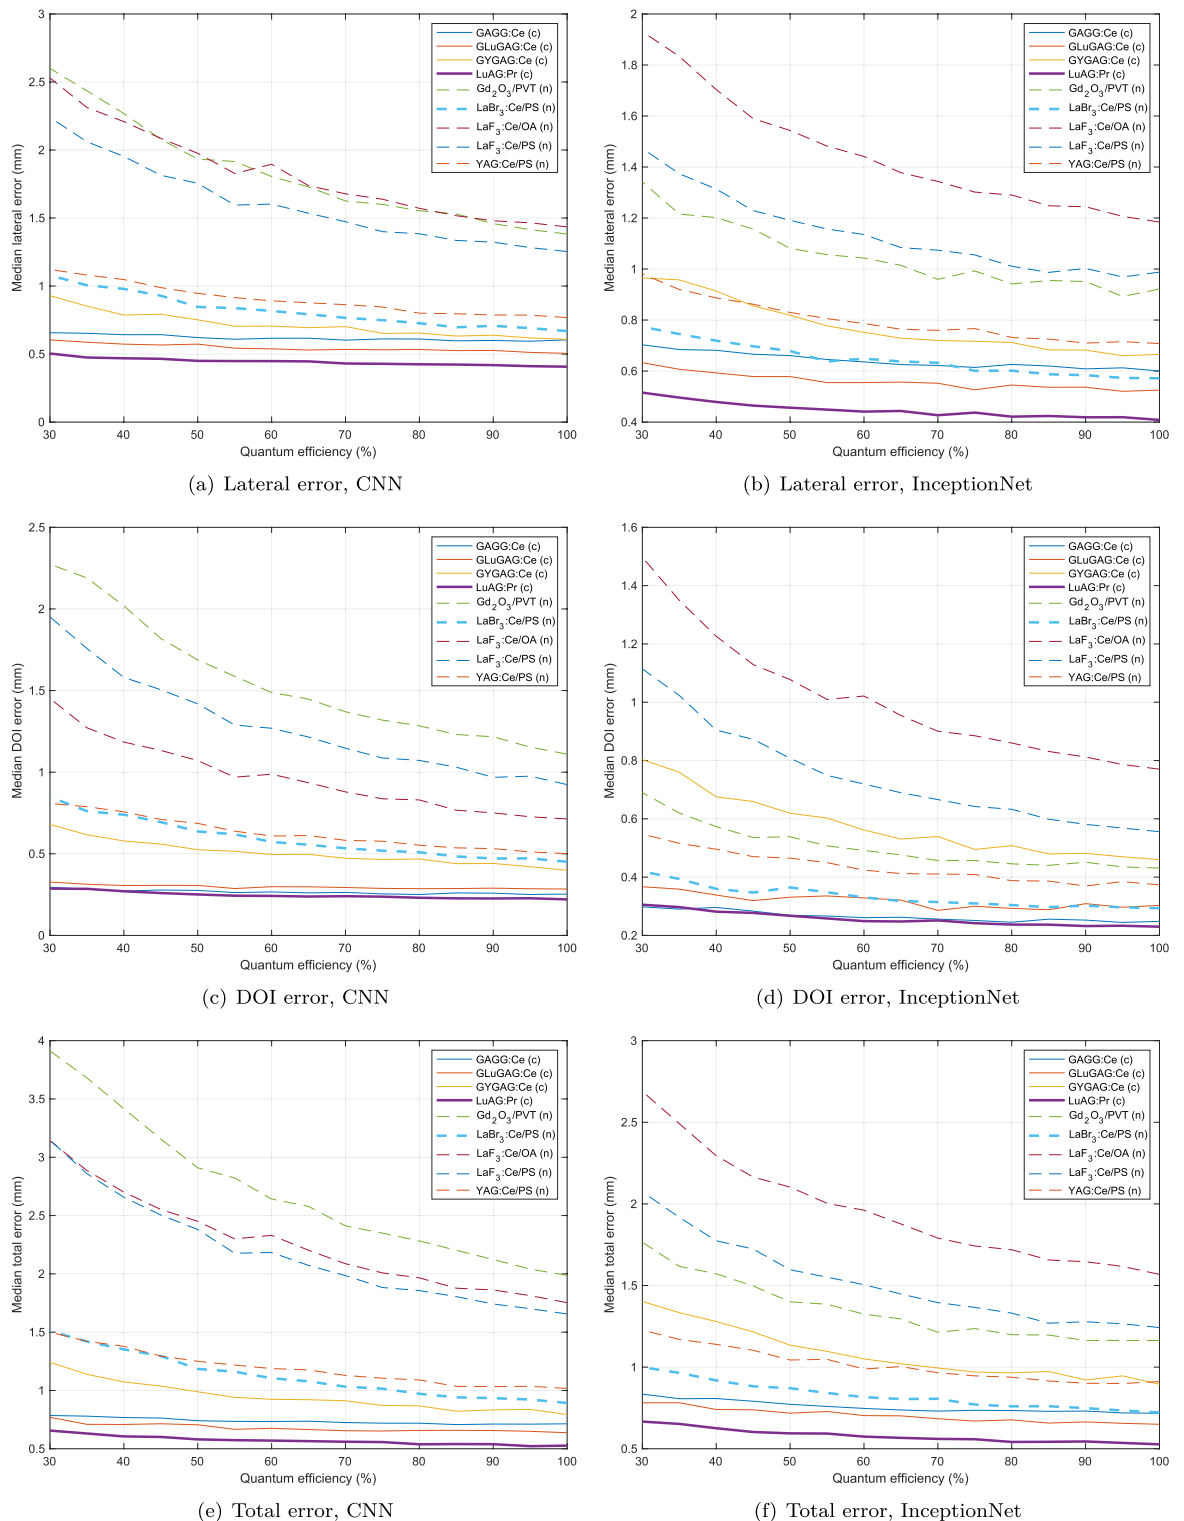 3
2.5
2
1.5
1
0.5
0
Median lateral error (mm)
30 40 50 60 70 80 90 100
Quantum efficiency (%)
GAGG:Ce (c)
GLuGAG:Ce (c)
GYGAG:Ce (c)
LuAG:Pr (c)
Gd₂O₃/PVT (n)
LaBr₃:Ce/PS (n)
LaF₃:Ce/OA (n)
LaF₃:Ce/PS (n)
YAG:Ce/PS (n)
(a) Lateral error, CNN
2
1.8
1.6
1.4
1.2
1
0.8
0.6
0.4
Median lateral error (mm)
30 40 50 60 70 80 90 100
Quantum efficiency (%)
GAGG:Ce (c)
GLuGAG:Ce (c)
GYGAG:Ce (c)
LuAG:Pr (c)
Gd₂O₃/PVT (n)
LaBr₃:Ce/PS (n)
LaF₃:Ce/OA (n)
LaF₃:Ce/PS (n)
YAG:Ce/PS (n)
(b) Lateral error, InceptionNet
2.5
2
1.5
1
0.5
0
Median DOI error (mm)
30 40 50 60 70 80 90 100
Quantum efficiency (%)
GAGG:Ce (c)
GLuGAG:Ce (c)
GYGAG:Ce (c)
LuAG:Pr (c)
Gd₂O₃/PVT (n)
LaBr₃:Ce/PS (n)
LaF₃:Ce/OA (n)
LaF₃:Ce/PS (n)
YAG:Ce/PS (n)
(c) DOI error, CNN
1.6
1.4
1.2
1
0.8
0.6
0.4
0.2
Median DOI error (mm)
30 40 50 60 70 80 90 100
Quantum efficiency (%)
GAGG:Ce (c)
GLuGAG:Ce (c)
GYGAG:Ce (c)
LuAG:Pr (c)
Gd₂O₃/PVT (n)
LaBr₃:Ce/PS (n)
LaF₃:Ce/OA (n)
LaF₃:Ce/PS (n)
YAG:Ce/PS (n)
(d) DOI error, InceptionNet
4
3.5
3
2.5
2
1.5
1
0.5
Median total error (mm)
30 40 50 60 70 80 90 100
Quantum efficiency (%)
GAGG:Ce (c)
GLuGAG:Ce (c)
GYGAG:Ce (c)
LuAG:Pr (c)
Gd₂O₃/PVT (n)
LaBr₃:Ce/PS (n)
LaF₃:Ce/OA (n)
LaF₃:Ce/PS (n)
YAG:Ce/PS (n)
(e) Total error, CNN
3
2.5
2
1.5
1
0.5
Median total error (mm)
30 40 50 60 70 80 90 100
Quantum efficiency (%)
GAGG:Ce (c)
GLuGAG:Ce (c)
GYGAG:Ce (c)
LuAG:Pr (c)
Gd₂O₃/PVT (n)
LaBr₃:Ce/PS (n)
LaF₃:Ce/OA (n)
LaF₃:Ce/PS (n)
YAG:Ce/PS (n)
(f) Total error, InceptionNet